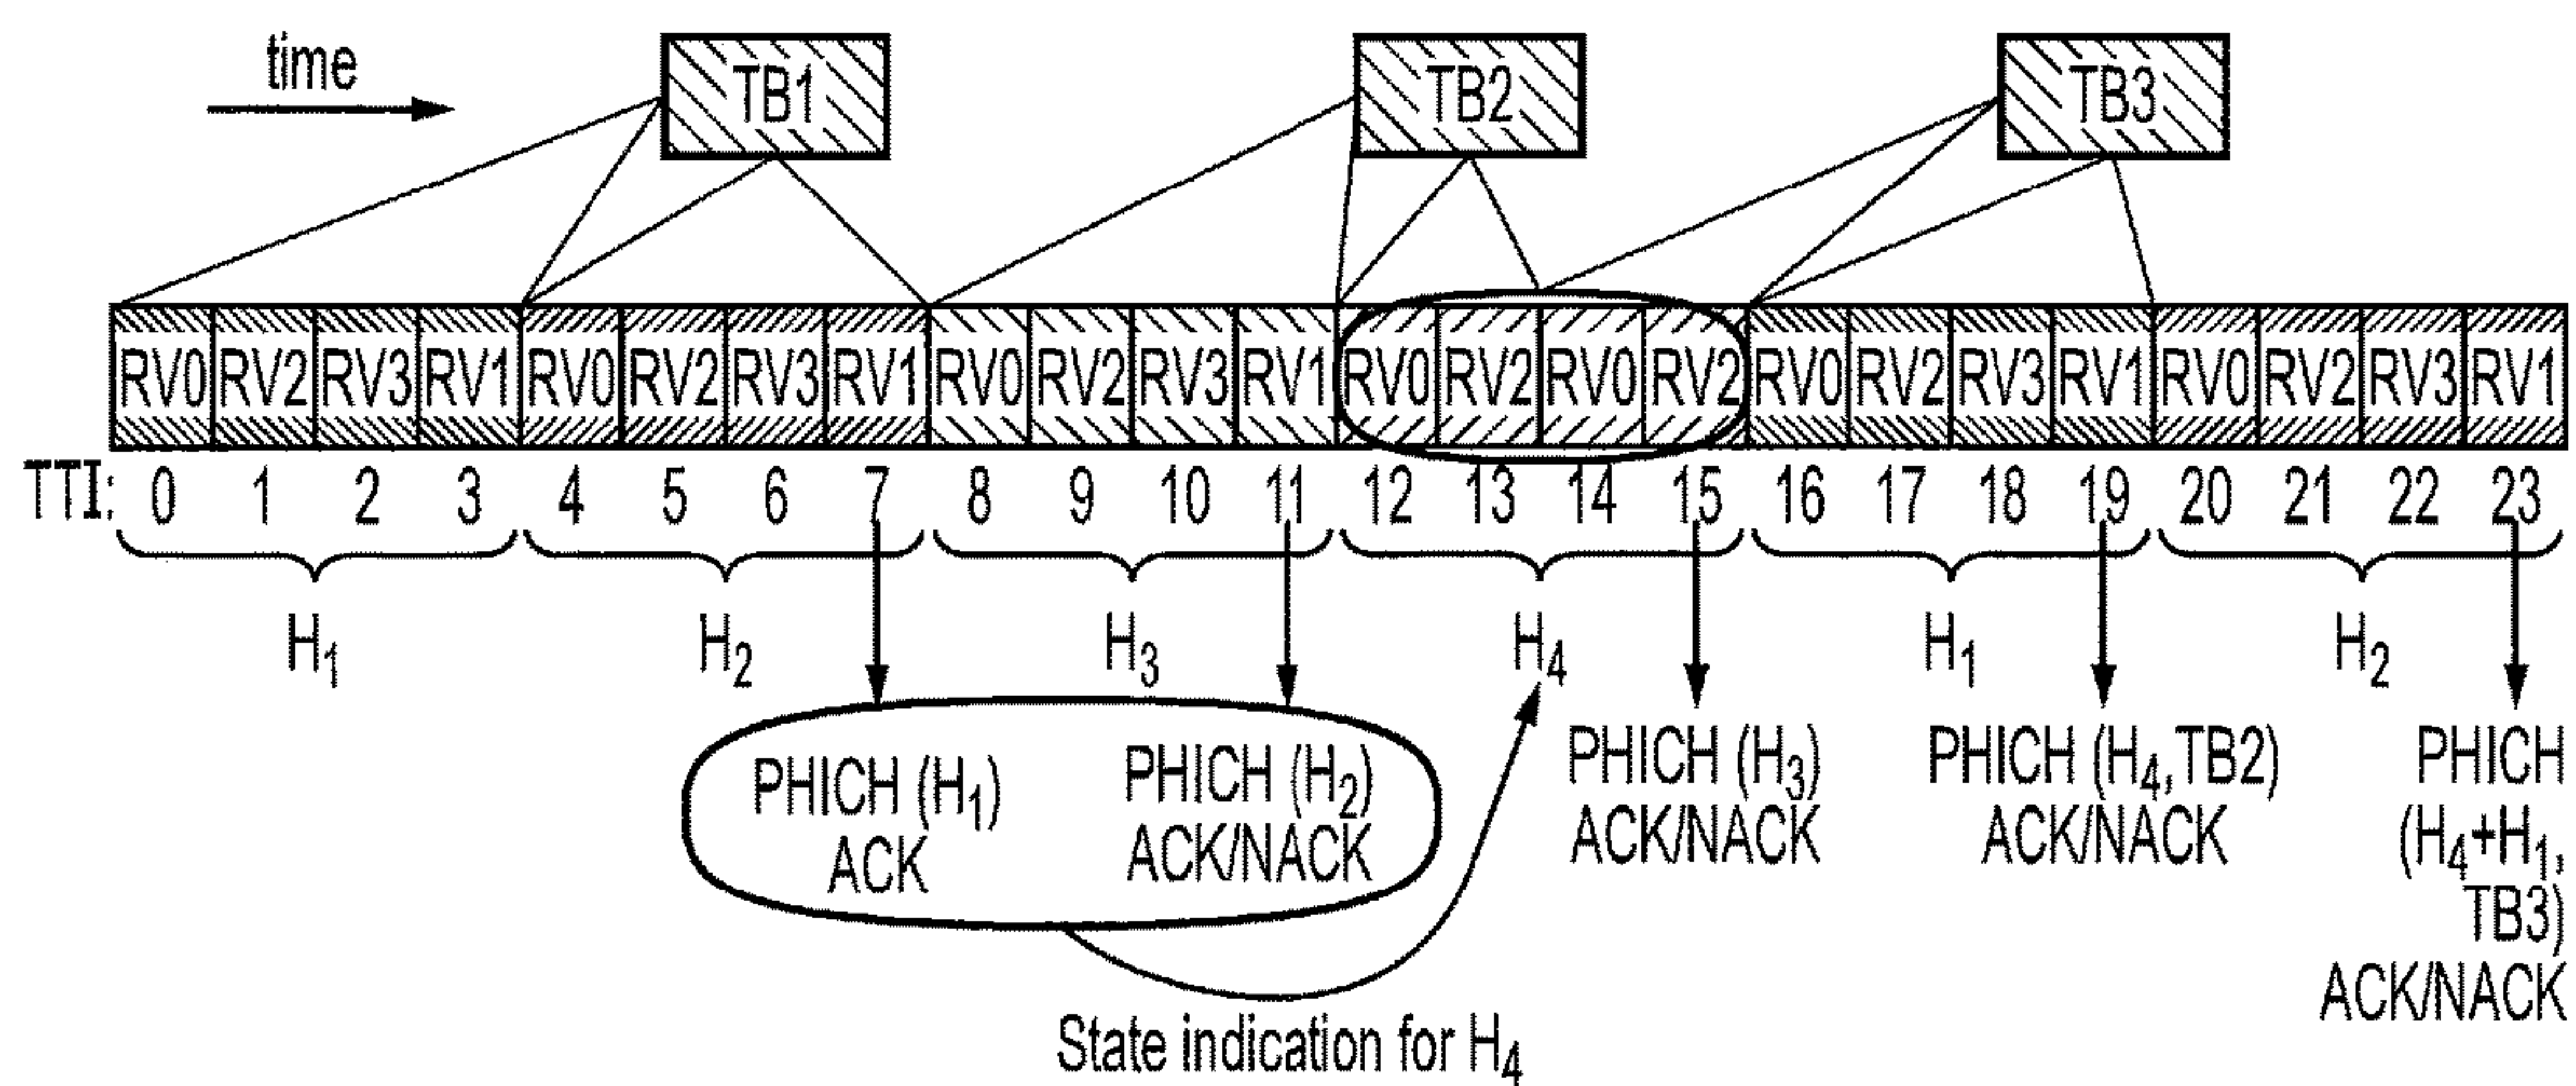 time
TB1 TB2 TB3
RV0 RV2 RV3 RV1 RV0 RV2 RV3 RV1 RV0 RV2 RV3 RV1 RV0 RV2 RV0 RV2 RV0 RV2 RV3 RV1 RV0 RV2 RV3 RV1
TTI: 0 1 2 3 4 5 6 7 8 9 10 11 12 13 14 15 16 17 18 19 20 21 22 23
H1 H2 H3 H4 H1 H2
PHICH (H1)
ACK
PHICH (H2)
ACK/NACK
PHICH (H3)
ACK/NACK
PHICH (H4,TB2)
ACK/NACK
PHICH
(H4+H1,
TB3)
ACK/NACK
State indication for H4